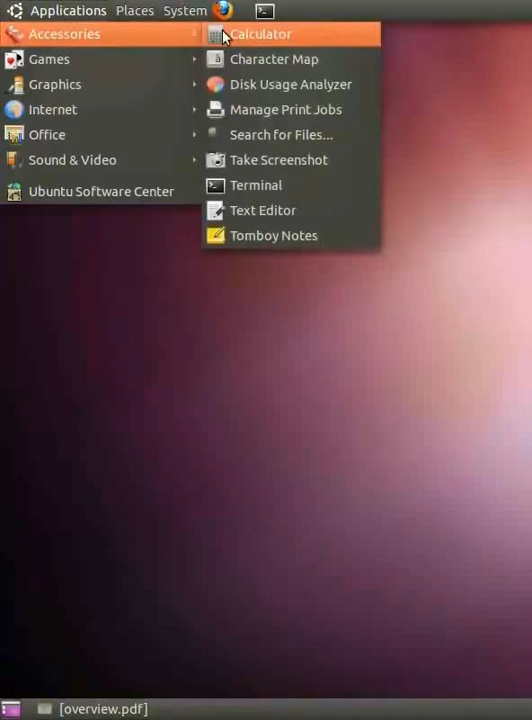 Applications Places System
Accessories
Games
Graphics
Internet
Office
Sound & Video
Ubuntu Software Center
Calculator
Character Map
Disk Usage Analyzer
Manage Print Jobs
Search for Files...
Take Screenshot
Terminal
Text Editor
Tomboy Notes
[overview.pdf]